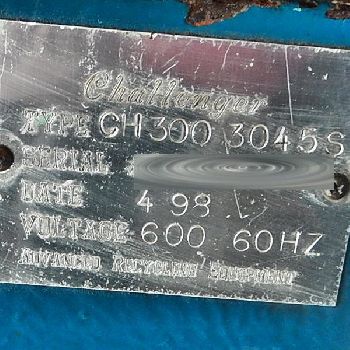 Challenger
TYPE CH300 3045S
SERIAL
DATE 4 98
VOLTAGE 600 60HZ
ADVANCED RECYCLING EQUIPMENT